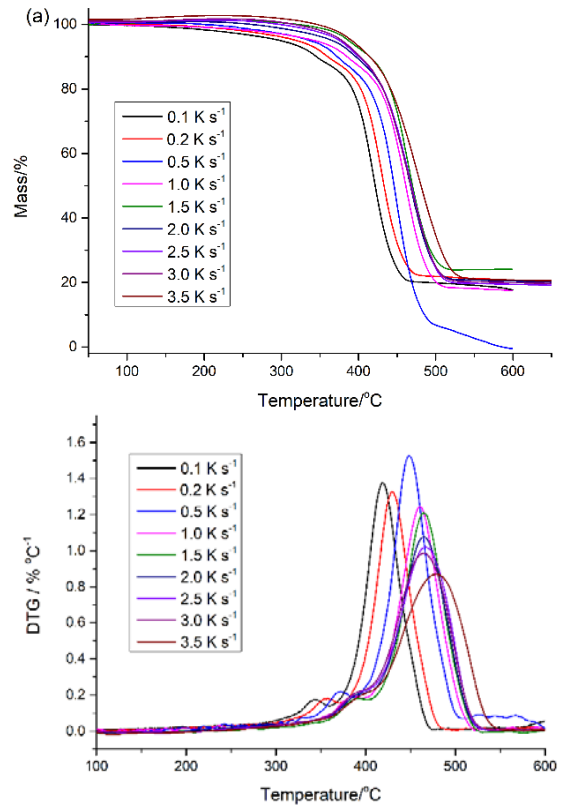 (a)
100
80
60
40
20
0
Mass/%
0.1 K s⁻¹
0.2 K s⁻¹
0.5 K s⁻¹
1.0 K s⁻¹
1.5 K s⁻¹
2.0 K s⁻¹
2.5 K s⁻¹
3.0 K s⁻¹
3.5 K s⁻¹
100 200 300 400 500 600
Temperature/°C
1.6
1.4
1.2
1.0
0.8
0.6
0.4
0.2
0.0
DTG / % °C⁻¹
0.1 K s⁻¹
0.2 K s⁻¹
0.5 K s⁻¹
1.0 K s⁻¹
1.5 K s⁻¹
2.0 K s⁻¹
2.5 K s⁻¹
3.0 K s⁻¹
3.5 K s⁻¹
100 200 300 400 500 600
Temperature/°C